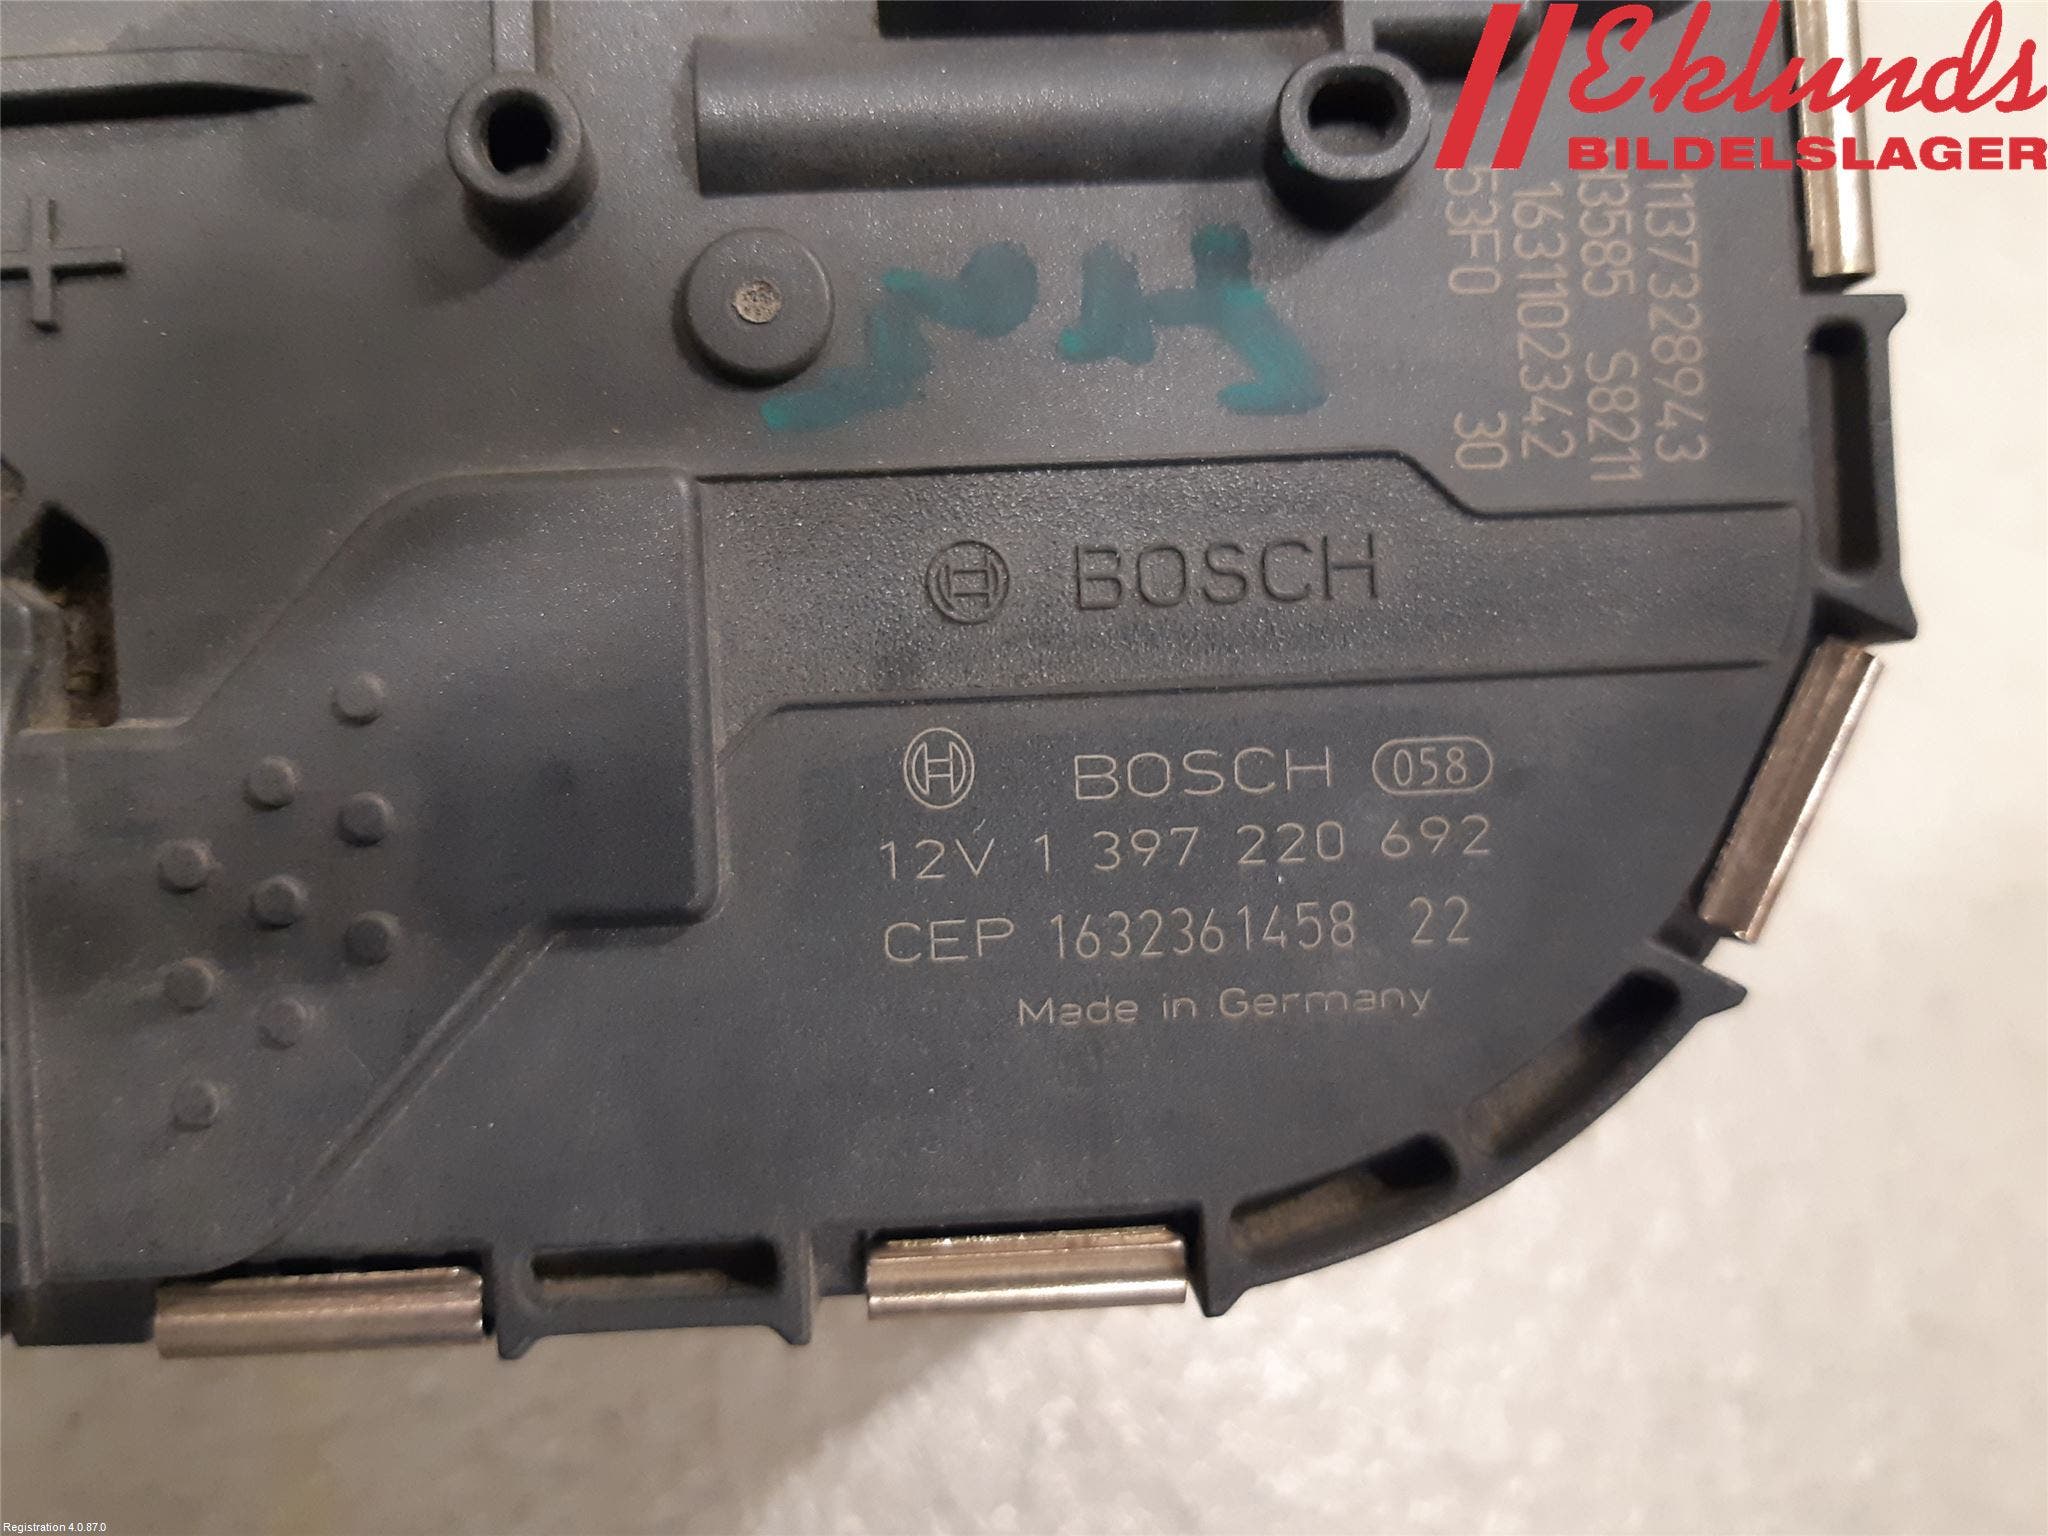 Eklunds
BILDELSLAGER
1137328943
13585 S8211
1631102342
53F0 30
BOSCH
BOSCH 058
12V 1 397 220 692
CEP 1632361458 22
Made in Germany
Registration 4.0.87.0